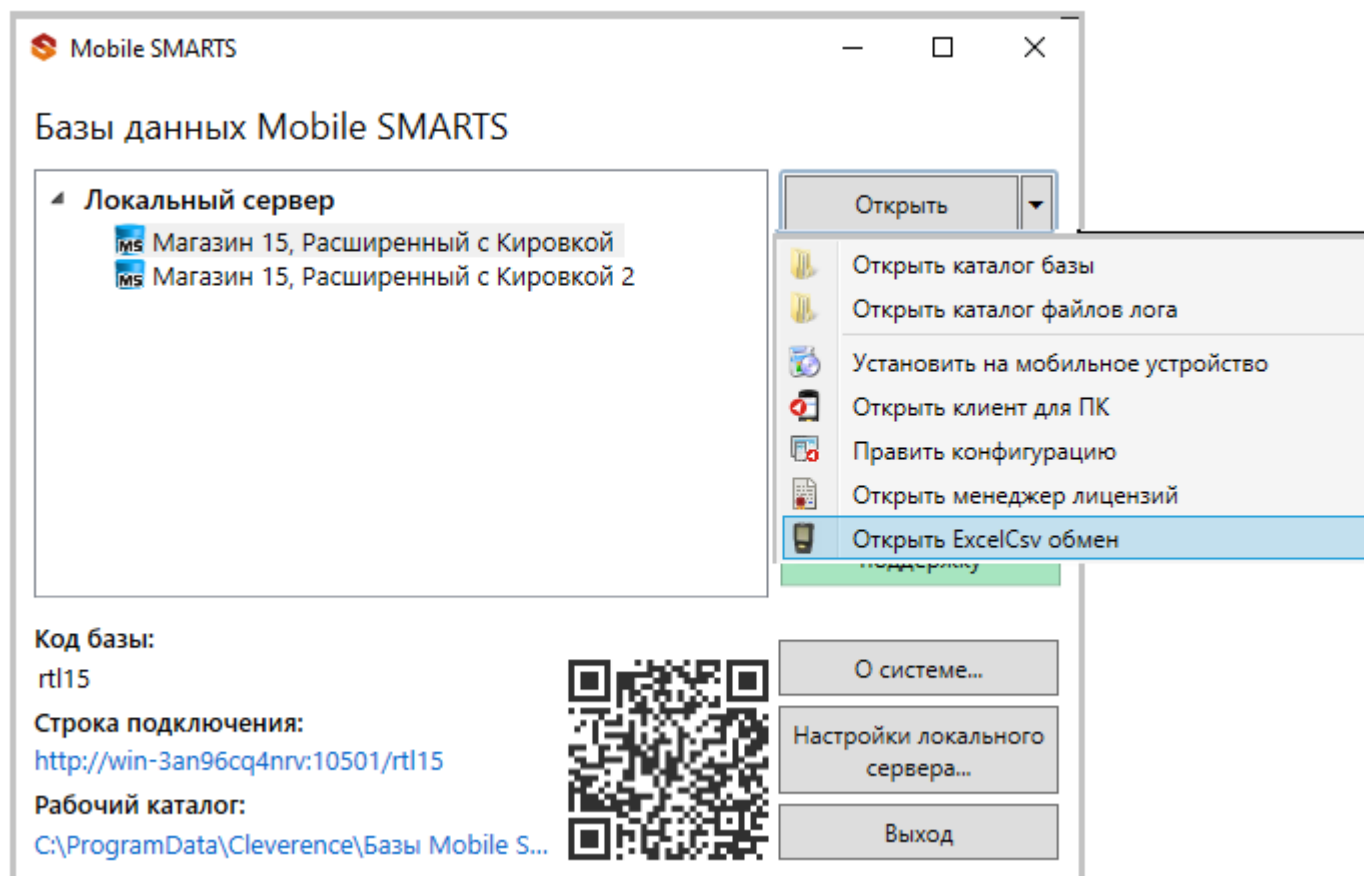 Mobile SMARTS
Базы данных Mobile SMARTS
Локальный сервер
Магазин 15, Расширенный с Кировкой
Магазин 15, Расширенный с Кировкой 2
Открыть
Открыть каталог базы
Открыть каталог файлов лога
Установить на мобильное устройство
Открыть клиент для ПК
Править конфигурацию
Открыть менеджер лицензий
Открыть ExcelCsv обмен
поддержку
Код базы:
rtl15
Строка подключения:
http://win-3an96cq4nrv:10501/rtl15
Рабочий каталог:
C:\ProgramData\Cleverence\Базы Mobile S...
О системе...
Настройки локального
сервера...
Выход